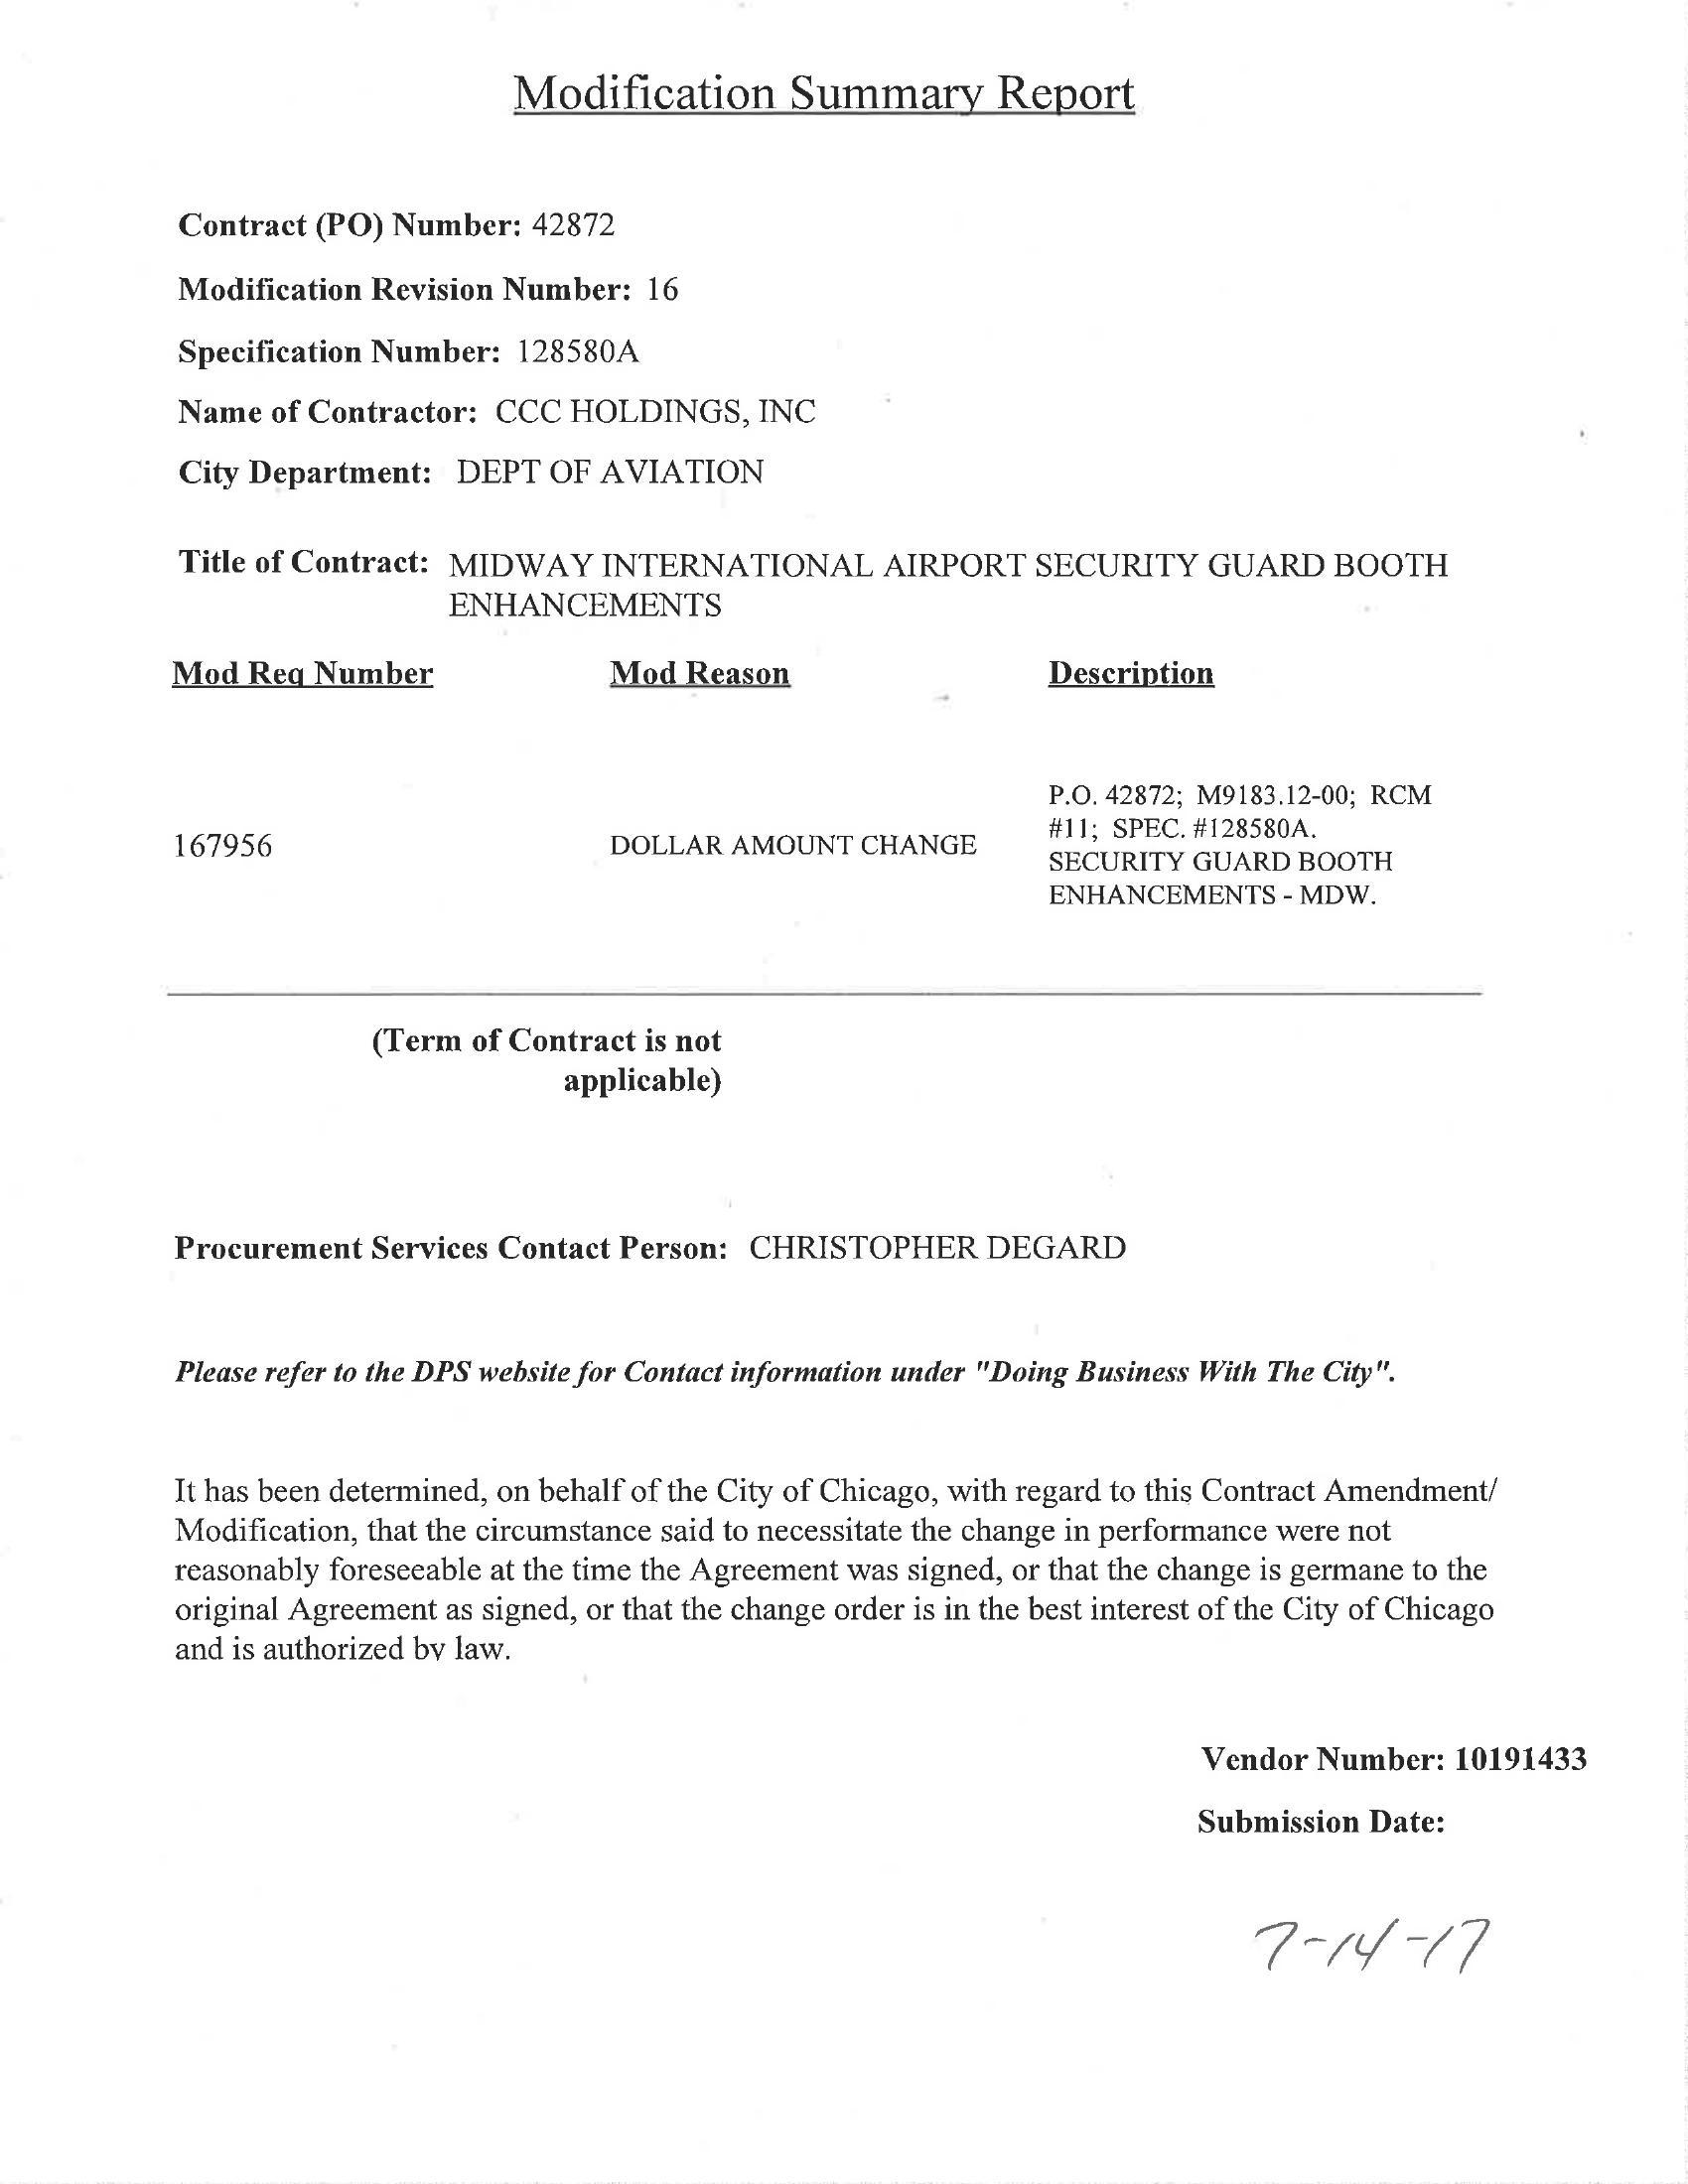 Modification Summary Report
Contract (PO) Number: 42872
Modification Revision Number: 16
Specification Number: 128580A
Name of Contractor: CCC HOLDINGS, INC
City Department: DEPT OF AVIATION
Title of Contract: MIDWAY INTERNATIONAL AIRPORT SECURITY GUARD BOOTH
ENHANCEMENTS
Mod Req Number Mod Reason Description
P.O. 42872; M9183.12-00; RCM
#11; SPEC. #128580A.
167956 DOLLAR AMOUNT CHANGE
SECURITY GUARD BOOTH
ENHANCEMENTS - MDW.
(Term of Contract is not
applicable)
Procurement Services Contact Person: CHRISTOPHER DEGARD
Please refer to the DPS website for Contact information under "Doing Business With The City".
It has been determined, on behalf of the City of Chicago, with regard to this Contract Amendment/
Modification, that the circumstance said to necessitate the change in performance were not
reasonably foreseeable at the time the Agreement was signed, or that the change is germane to the
original Agreement as signed, or that the change order is in the best interest of the City of Chicago
and is authorized by law.
Vendor Number: 10191433
Submission Date:
7-14-17